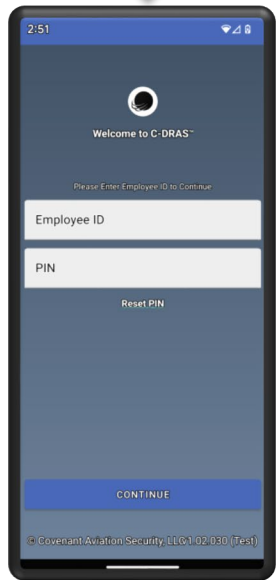 2:51
Welcome to C-DRAS™
Please Enter Employee ID to Continue
Employee ID
PIN
Reset PIN
CONTINUE
© Covenant Aviation Security, LLC/1.02.030 (Test)